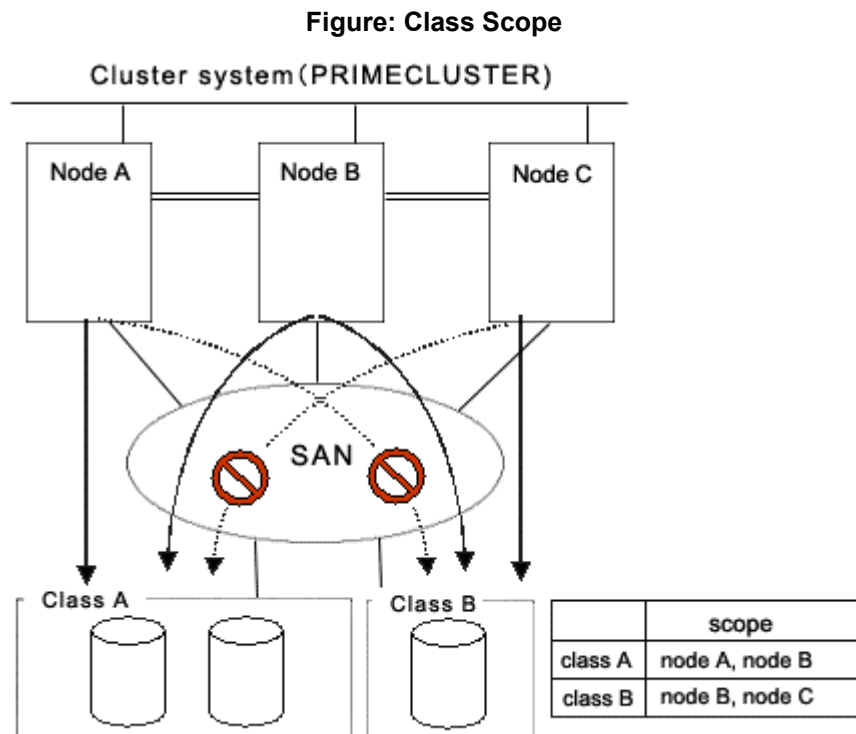 Figure: Class Scope
Cluster system(PRIMECLUSTER)
Node A
Node B
Node C
SAN
Class A
Class B
scope
class A node A, node B
class B node B, node C